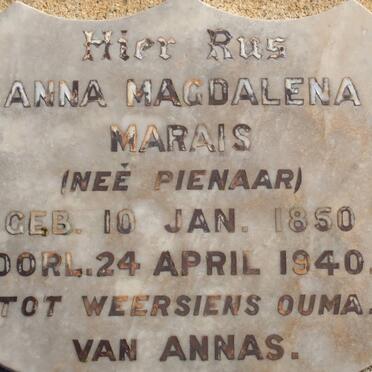 Hier Rus
ANNA MAGDALENA
MARAIS
(NEÉ PIENAAR)
GEB. 10 JAN. 1850
OORL. 24 APRIL 1940.
TOT WEERSIENS OUMA.
VAN ANNAS.